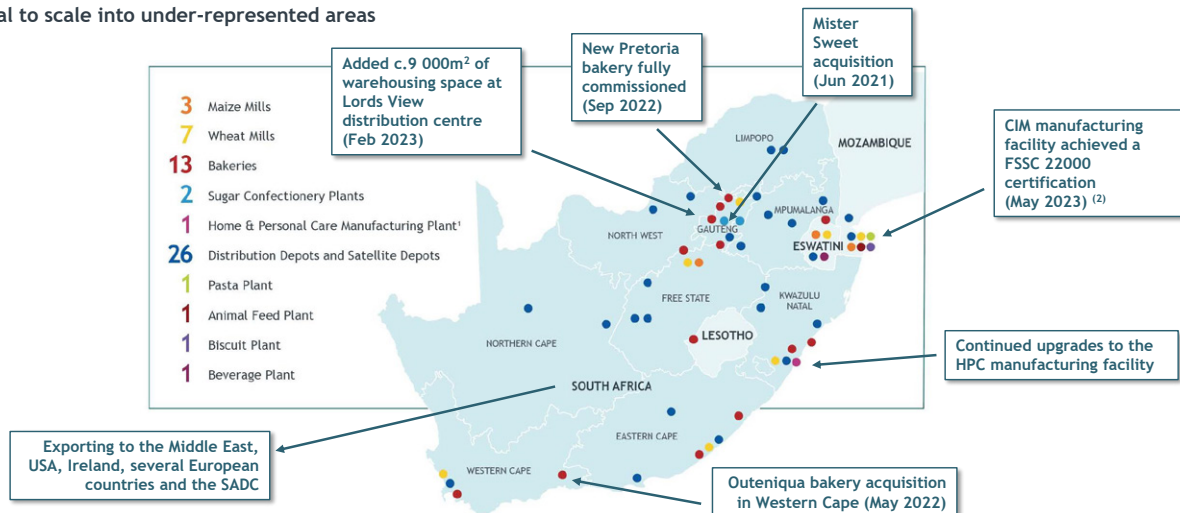 al to scale into under-represented areas
Mister
Sweet
acquisition
(Jun 2021)
New Pretoria
bakery fully
commissioned
(Sep 2022)
Added c.9 000m² of
warehousing space at
Lords View
distribution centre
(Feb 2023)
CIM manufacturing
facility achieved a
FSSC 22000
certification
(May 2023) (2)
3 Maize Mills
7 Wheat Mills
13 Bakeries
2 Sugar Confectionery Plants
1 Home & Personal Care Manufacturing Plant¹
26 Distribution Depots and Satellite Depots
1 Pasta Plant
1 Animal Feed Plant
1 Biscuit Plant
1 Beverage Plant
LIMPOPO
MOZAMBIQUE
MPUMALANGA
GAUTENG
NORTH WEST
ESWATINI
FREE STATE
KWAZULU
NATAL
LESOTHO
NORTHERN CAPE
SOUTH AFRICA
EASTERN CAPE
WESTERN CAPE
Continued upgrades to the
HPC manufacturing facility
Exporting to the Middle East,
USA, Ireland, several European
countries and the SADC
Outeniqua bakery acquisition
in Western Cape (May 2022)